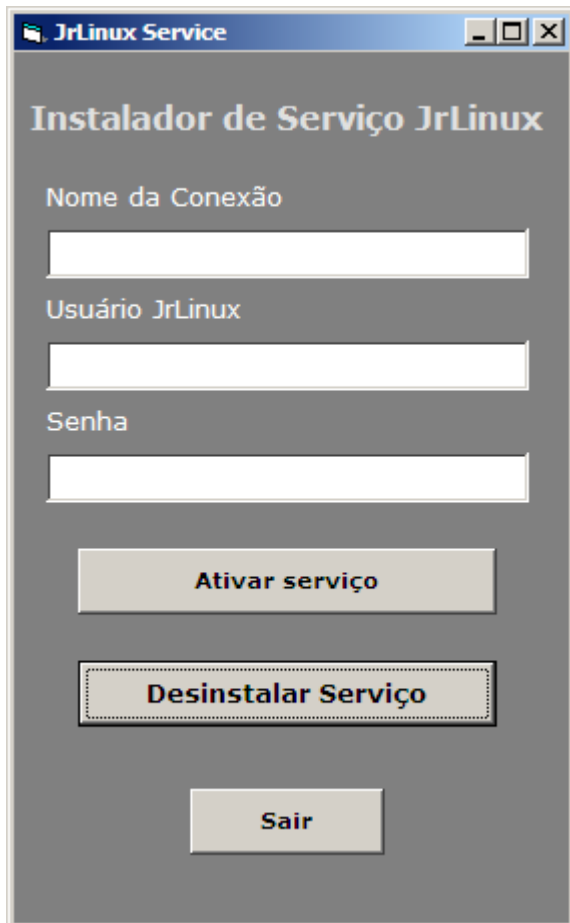 JrLinux Service
Instalador de Serviço JrLinux
Nome da Conexão
Usuário JrLinux
Senha
Ativar serviço
Desinstalar Serviço
Sair